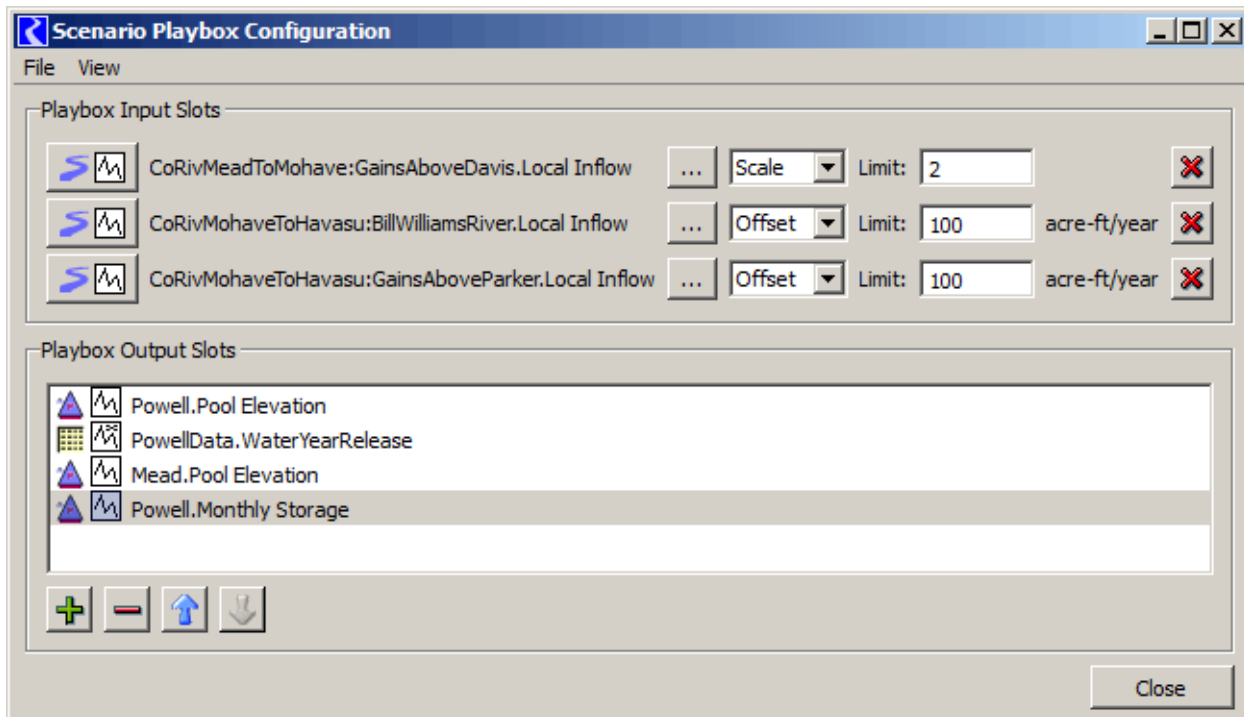 Scenario Playbox Configuration
File View
Playbox Input Slots
CoRivMeadToMohave:GainsAboveDavis.Local Inflow ... Scale Limit: 2
CoRivMohaveToHavasu:BillWilliamsRiver.Local Inflow ... Offset Limit: 100 acre-ft/year
CoRivMohaveToHavasu:GainsAboveParker.Local Inflow ... Offset Limit: 100 acre-ft/year
Playbox Output Slots
Powell.Pool Elevation
PowellData.WaterYearRelease
Mead.Pool Elevation
Powell.Monthly Storage
Close